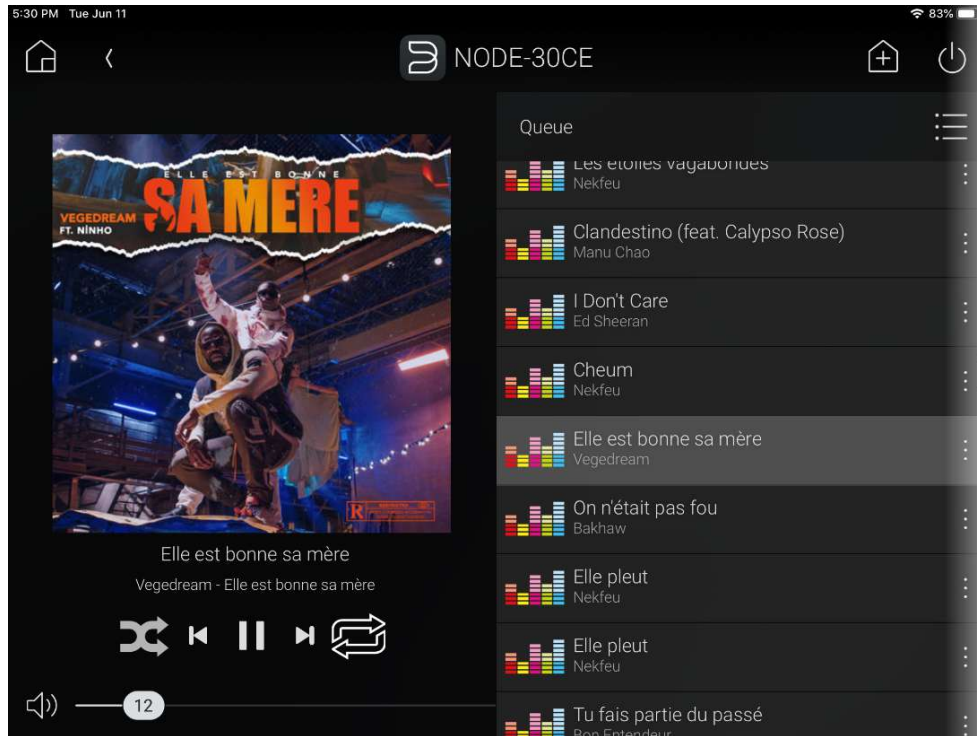 5:30 PM Tue Jun 11
83%
NODE-30CE
Queue
ELLE EST BONNE
SA MERE
VEGEDREAM
FT. NINHO
R
Elle est bonne sa mère
Vegedream - Elle est bonne sa mère
12
Les étoiles vagabondes
Nekfeu
Clandestino (feat. Calypso Rose)
Manu Chao
I Don't Care
Ed Sheeran
Cheum
Nekfeu
Elle est bonne sa mère
Vegedream
On n'était pas fou
Bakhaw
Elle pleut
Nekfeu
Elle pleut
Nekfeu
Tu fais partie du passé
Bon Entendeur